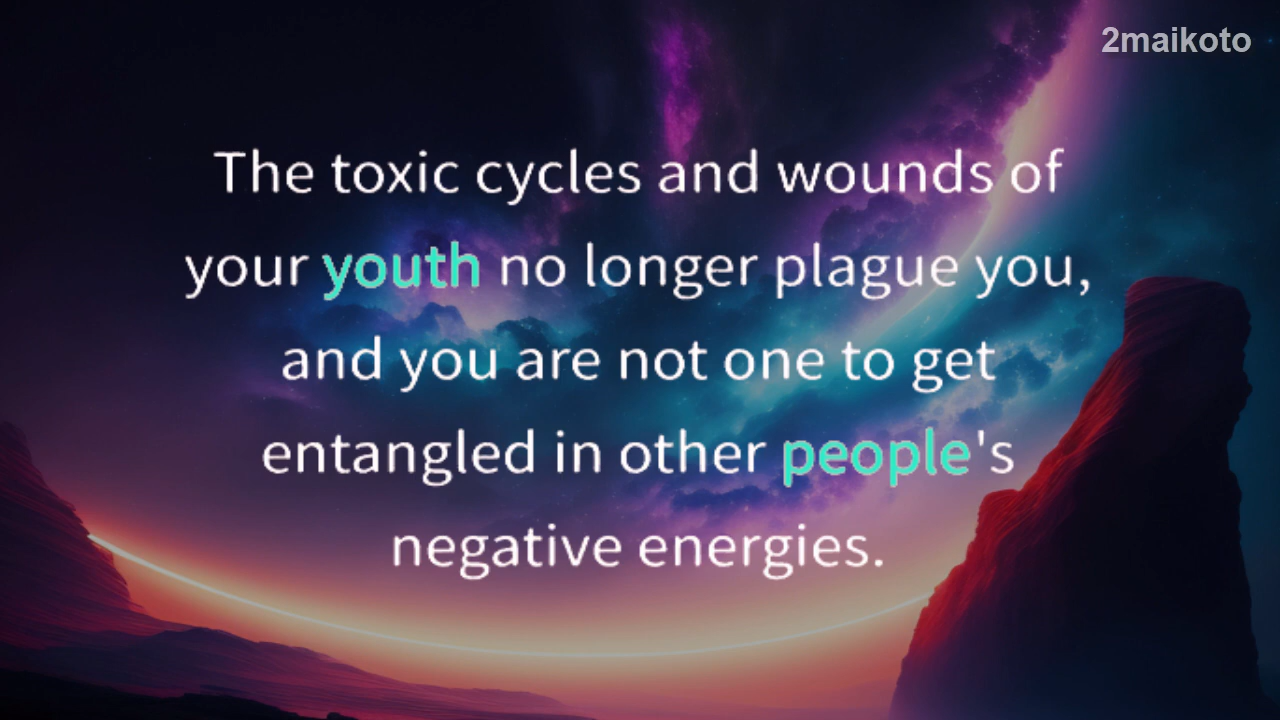 2maikoto
The toxic cycles and wounds of
your youth no longer plague you,
and you are not one to get
entangled in other people's
negative energies.